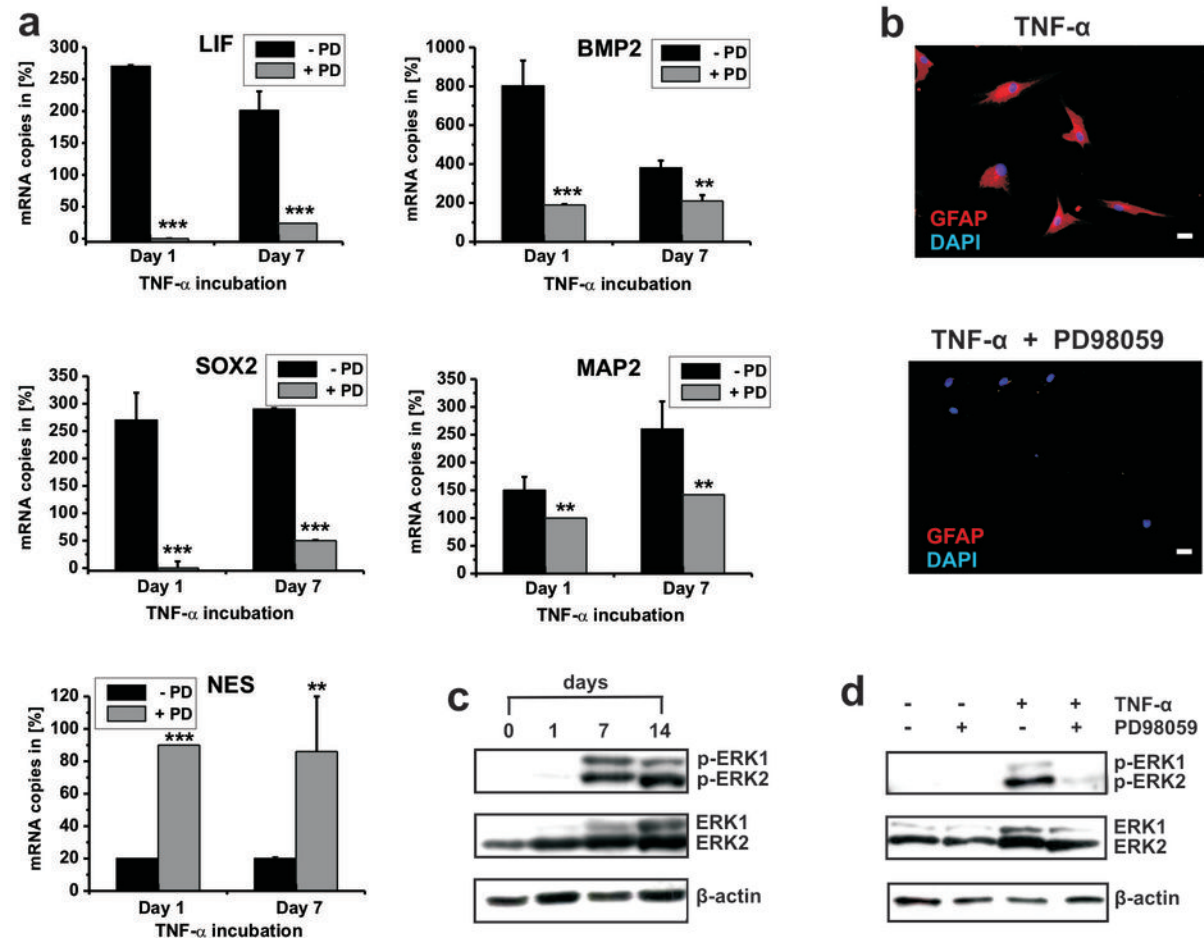 a
LIF
- PD
+ PD
mRNA copies in [%]
300
250
200
150
100
50
25
0
***
***
Day 1 Day 7
TNF-α incubation
BMP2
- PD
+ PD
mRNA copies in [%]
1000
800
600
400
200
0
***
**
Day 1 Day 7
TNF-α incubation
SOX2
- PD
+ PD
mRNA copies in [%]
350
300
250
200
150
100
50
0
***
***
Day 1 Day 7
TNF-α incubation
MAP2
- PD
+ PD
mRNA copies in [%]
350
300
250
200
150
100
50
0
**
**
Day 1 Day 7
TNF-α incubation
NES
- PD
+ PD
mRNA copies in [%]
120
100
80
60
40
20
0
***
**
Day 1 Day 7
TNF-α incubation
b
TNF-α
GFAP
DAPI
TNF-α + PD98059
GFAP
DAPI
c
days
0 1 7 14
p-ERK1
p-ERK2
ERK1
ERK2
β-actin
d
- - + + TNF-α
- + - + PD98059
p-ERK1
p-ERK2
ERK1
ERK2
β-actin